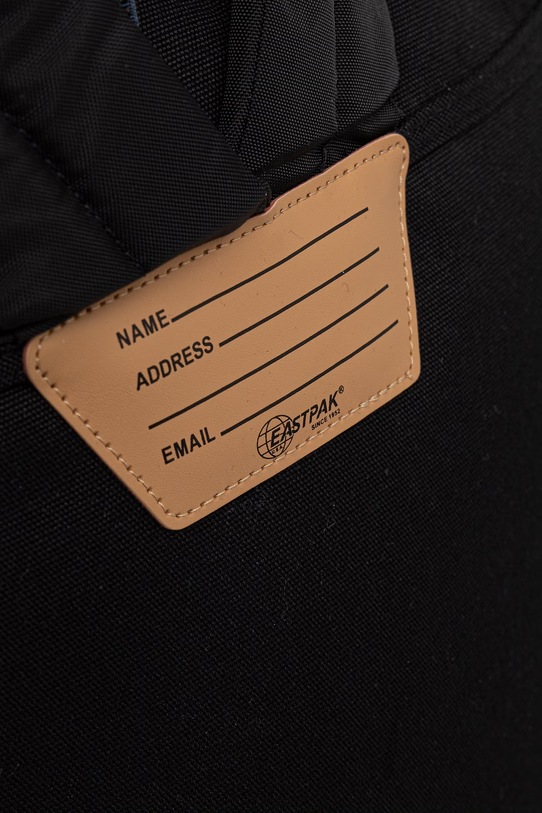 NAME
ADDRESS
EMAIL
EASTPAK®
SINCE 1952